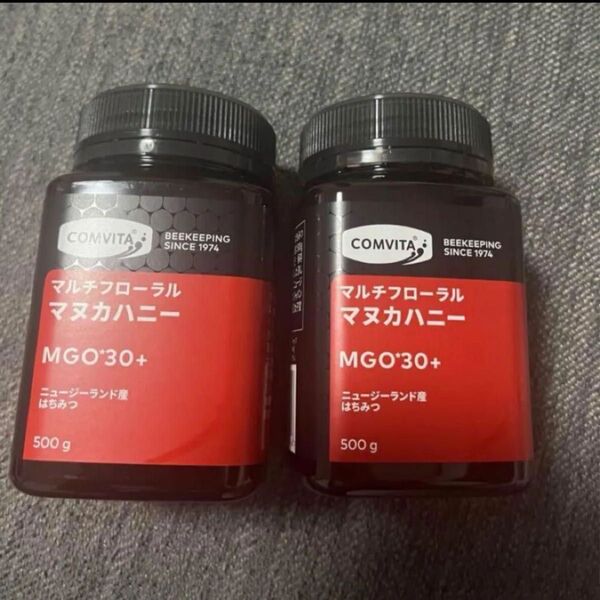 COMVITA®
BEEKEEPING
SINCE 1974
マルチフローラル
マヌカハニー
MGO*30+
ニュージーランド産
はちみつ
500 g
COMVITA®
BEEKEEPING
SINCE 1974
マルチフローラル
マヌカハニー
MGO*30+
ニュージーランド産
はちみつ
500 g